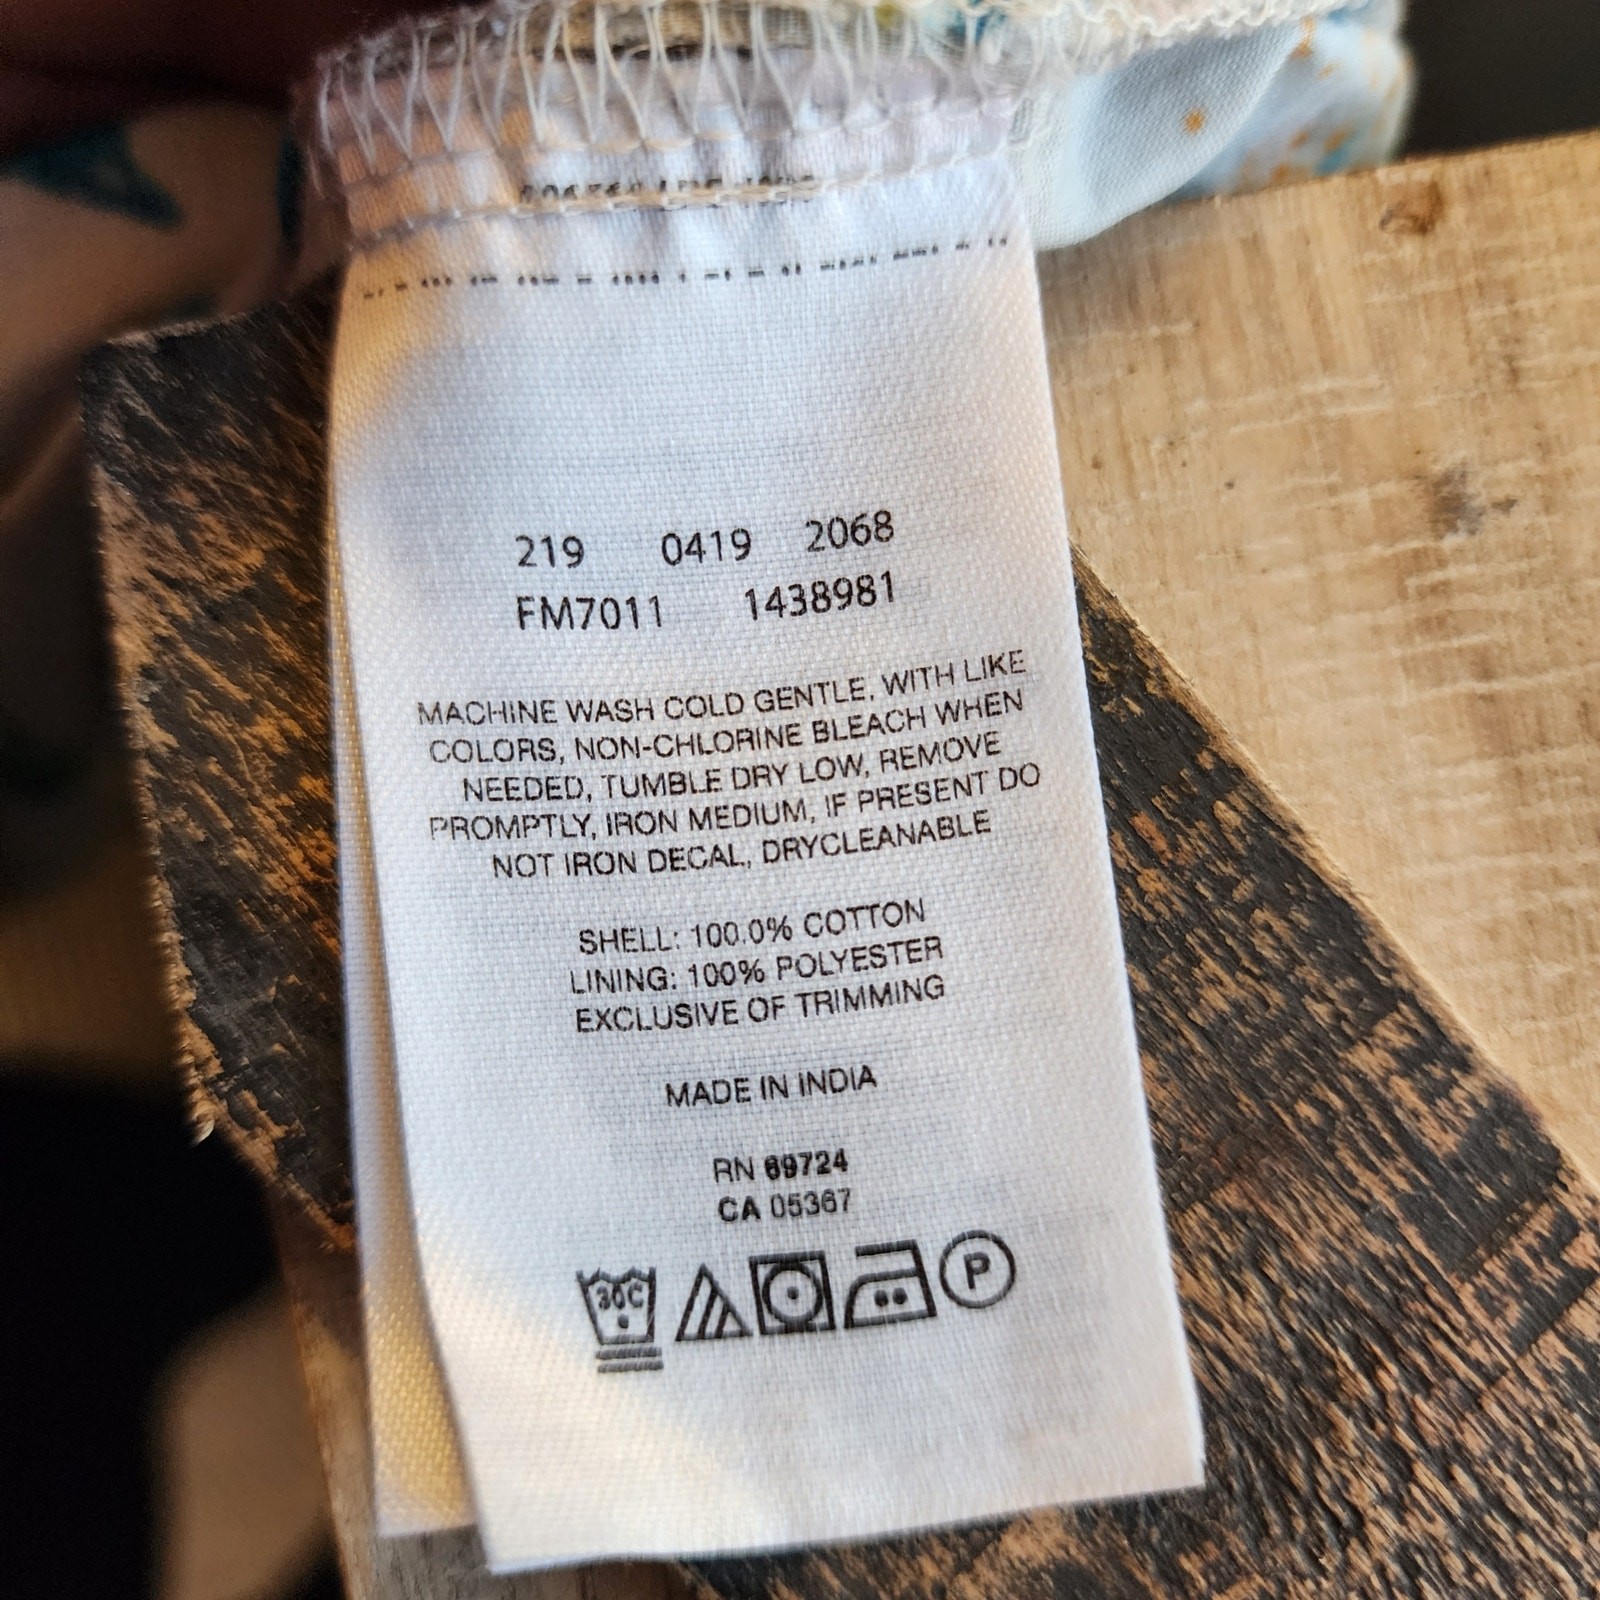 219 0419 2068
FM7011 1438981
MACHINE WASH COLD GENTLE, WITH LIKE
COLORS, NON-CHLORINE BLEACH WHEN
NEEDED, TUMBLE DRY LOW, REMOVE
PROMPTLY, IRON MEDIUM, IF PRESENT DO
NOT IRON DECAL, DRYCLEANABLE
SHELL: 100.0% COTTON
LINING: 100% POLYESTER
EXCLUSIVE OF TRIMMING
MADE IN INDIA
RN 69724
CA 05367
30C
P